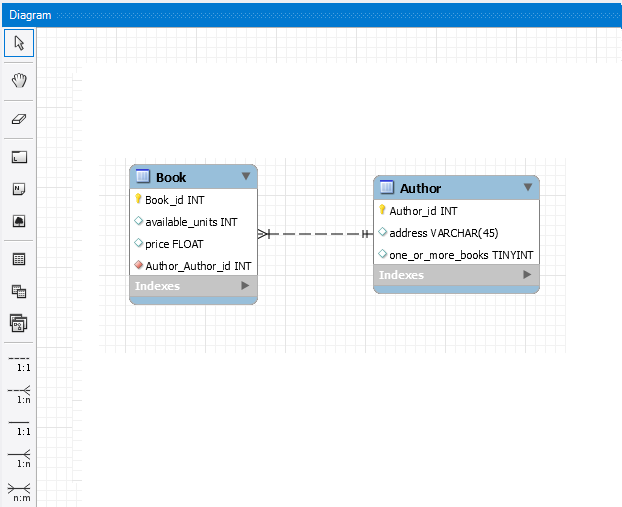 Diagram
Book
Book_id INT
available_units INT
price FLOAT
Author_Author_id INT
Indexes
Author
Author_id INT
address VARCHAR(45)
one_or_more_books TINYINT
Indexes
1:1
1:n
1:1
1:n
n:m